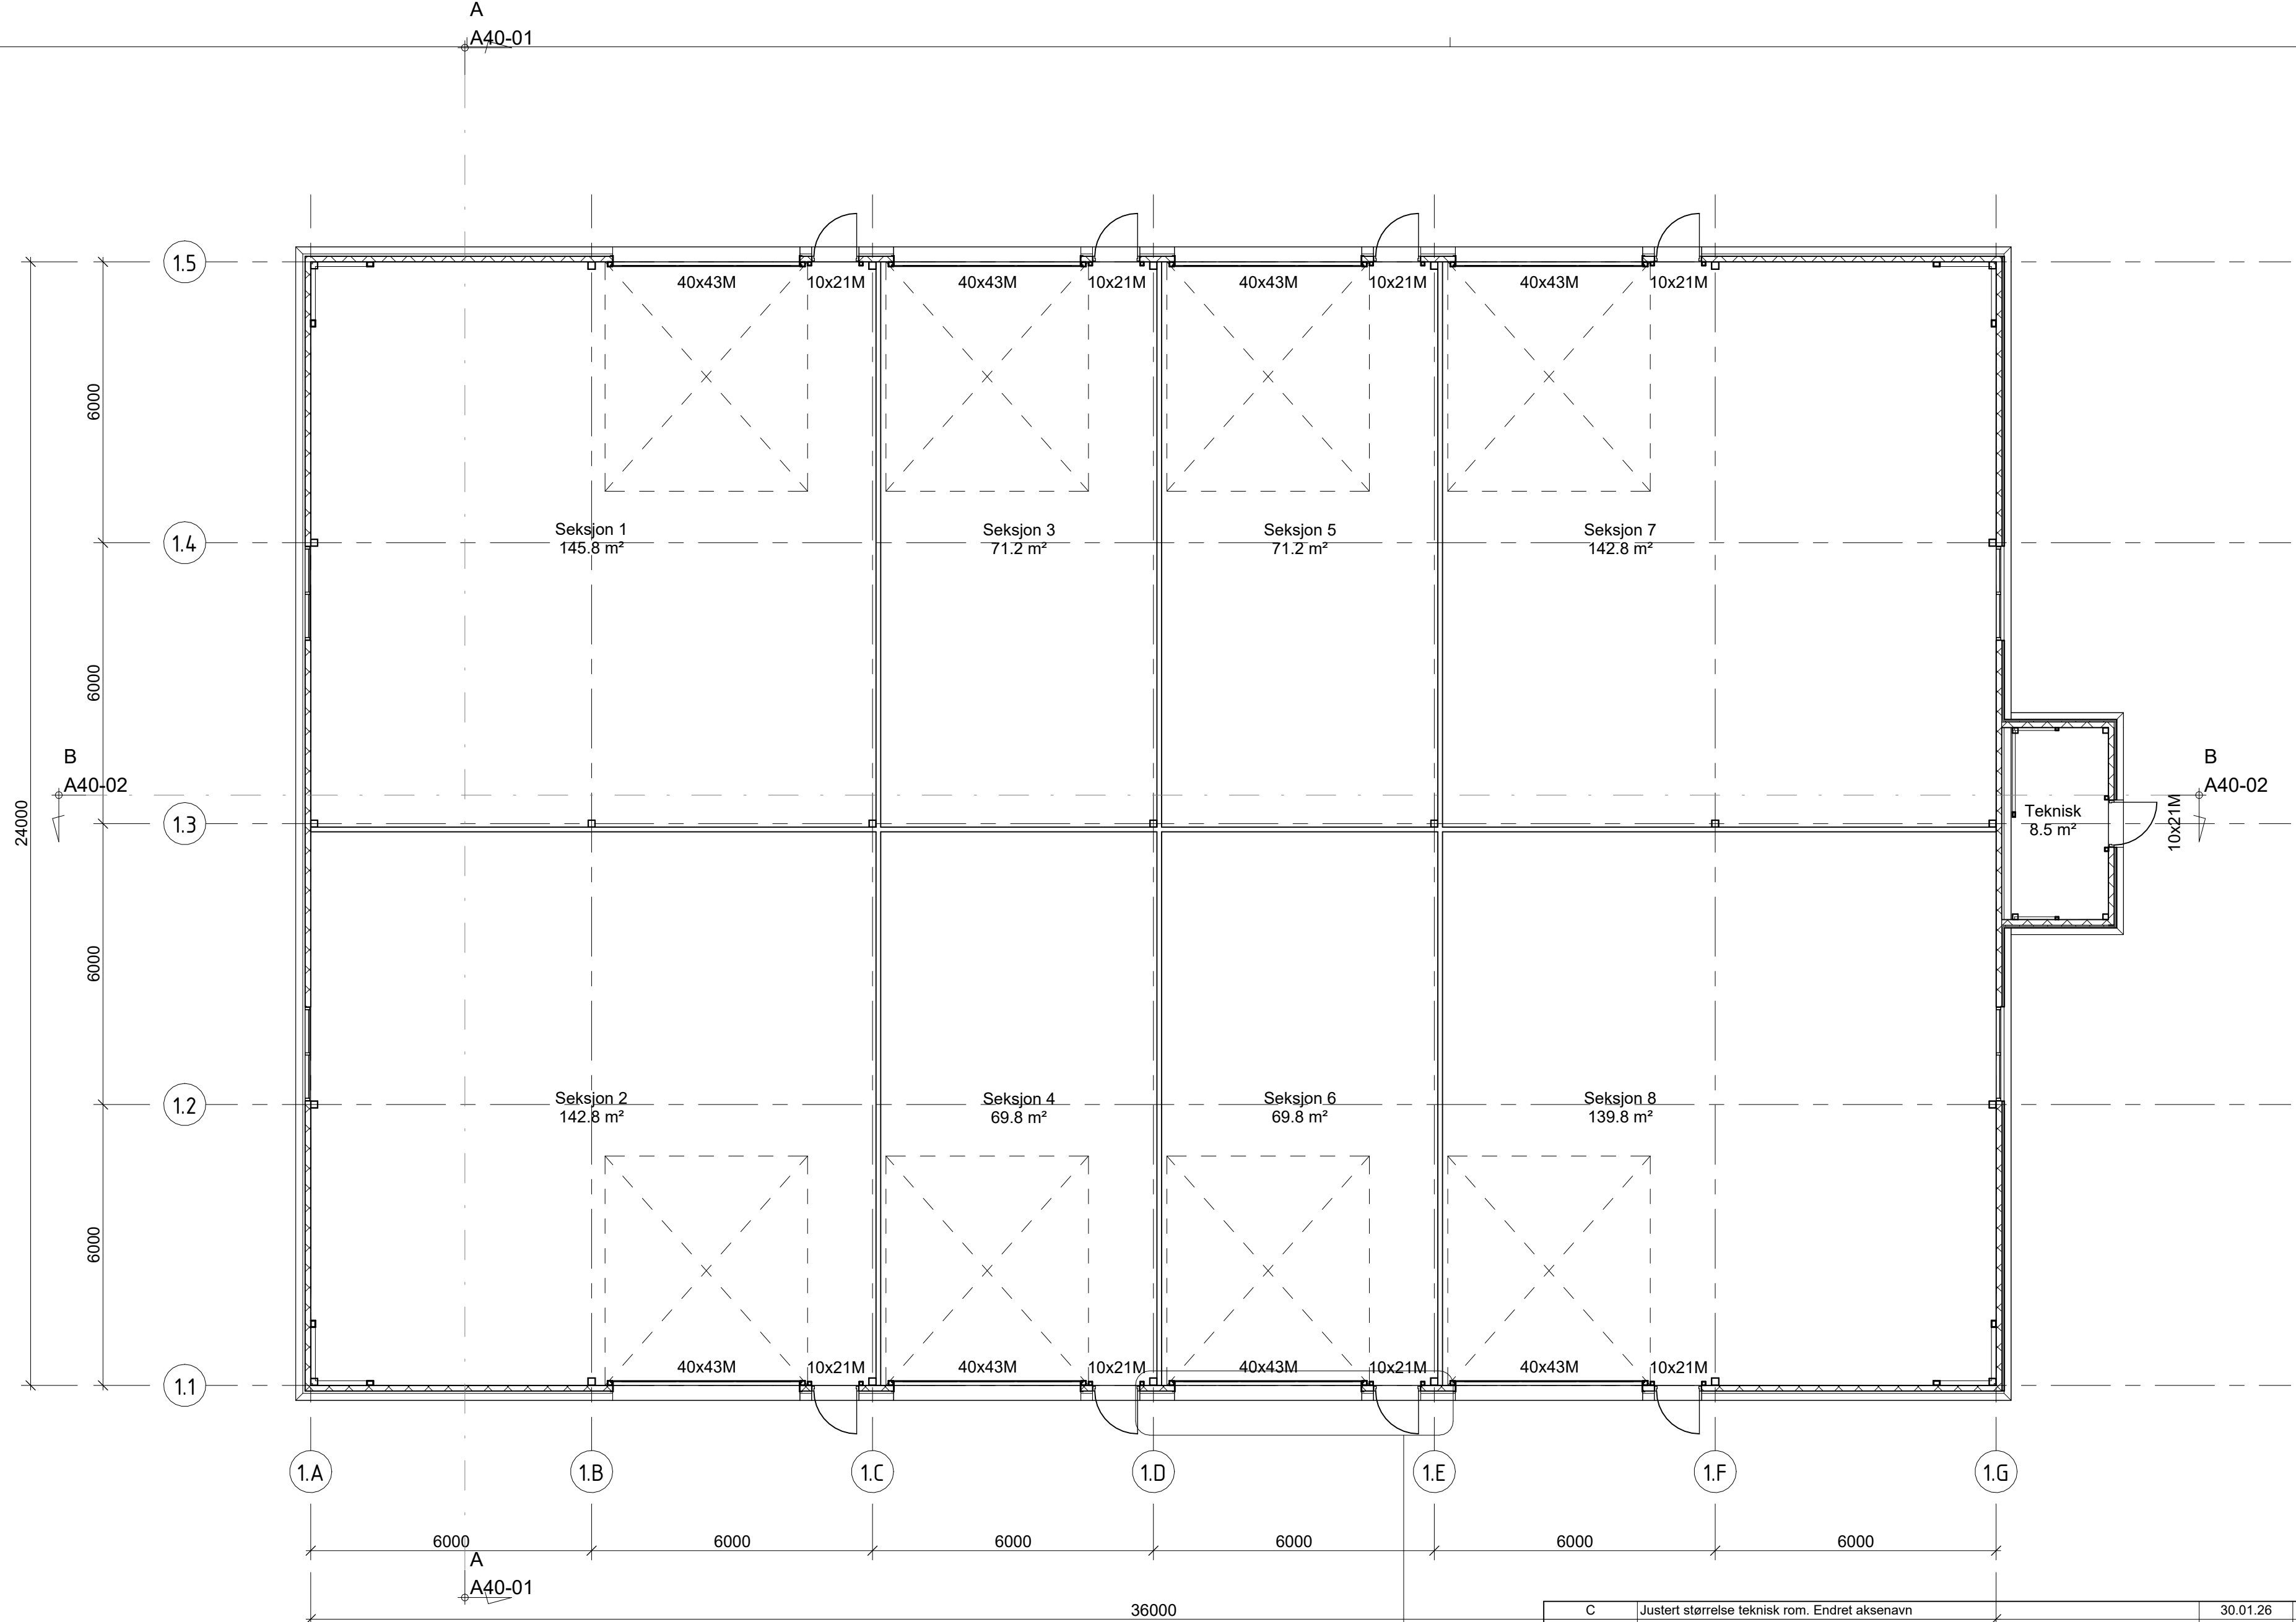 A
A40-01
1.5
40x43M 10x21M 40x43M 10x21M 40x43M 10x21M 40x43M 10x21M
6000
Seksjon 1
145.8 m²
Seksjon 3
71.2 m²
Seksjon 5
71.2 m²
Seksjon 7
142.8 m²
1.4
6000
B
A40-02
B
A40-02
24000
1.3
Teknisk
8.5 m²
10x21M
6000
Seksjon 2
142.8 m²
Seksjon 4
69.8 m²
Seksjon 6
69.8 m²
Seksjon 8
139.8 m²
1.2
6000
40x43M 10x21M 40x43M 10x21M 40x43M 10x21M 40x43M 10x21M
1.1
1.A 1.B 1.C 1.D 1.E 1.F 1.G
6000 6000 6000 6000 6000 6000
A
A40-01
36000
C Justert størrelse teknisk rom. Endret aksenavn 30.01.26